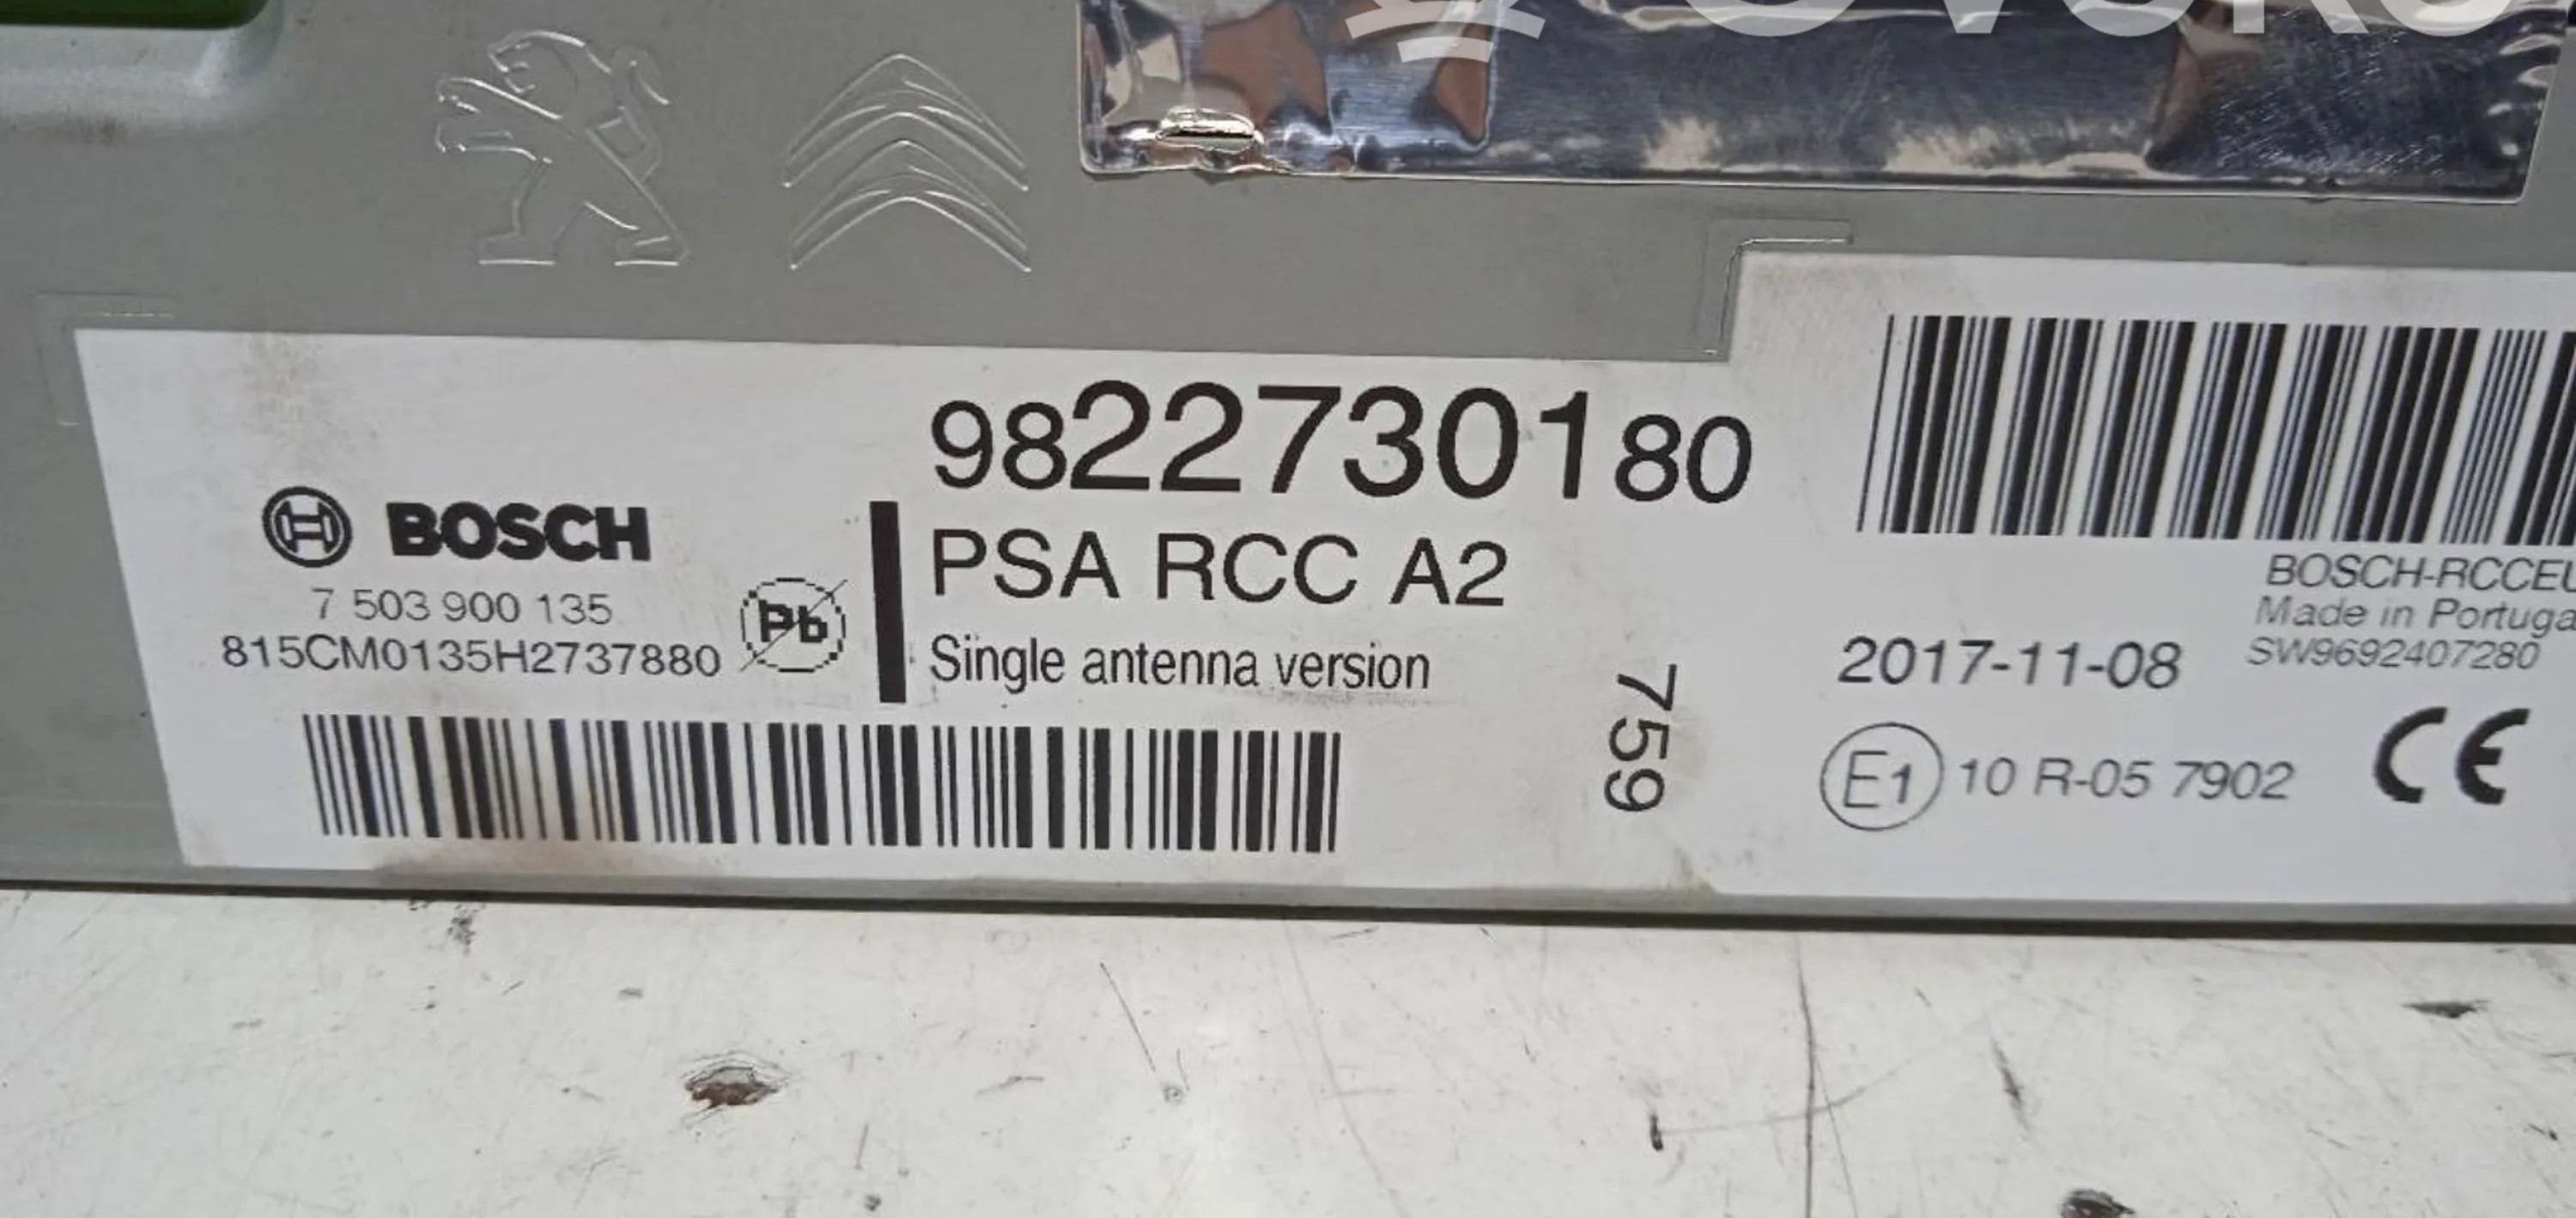 9822730180
BOSCH
PSA RCC A2
7 503 900 135
Pb
815CM0135H2737880
Single antenna version
759
BOSCH-RCCEU
Made in Portuga
2017-11-08
SW9692407280
E1 10 R-05 7902 CE